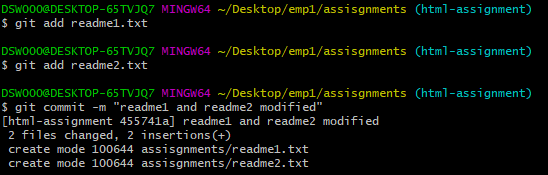 DSWOOO@DESKTOP-65TVJQ7 MINGW64 ~/Desktop/emp1/assisgnments (html-assignment)
$ git add readme1.txt
DSWOOO@DESKTOP-65TVJQ7 MINGW64 ~/Desktop/emp1/assisgnments (html-assignment)
$ git add readme2.txt
DSWOOO@DESKTOP-65TVJQ7 MINGW64 ~/Desktop/emp1/assisgnments (html-assignment)
$ git commit -m "readme1 and readme2 modified"
[html-assignment 455741a] readme1 and readme2 modified
2 files changed, 2 insertions(+)
create mode 100644 assisgnments/readme1.txt
create mode 100644 assisgnments/readme2.txt